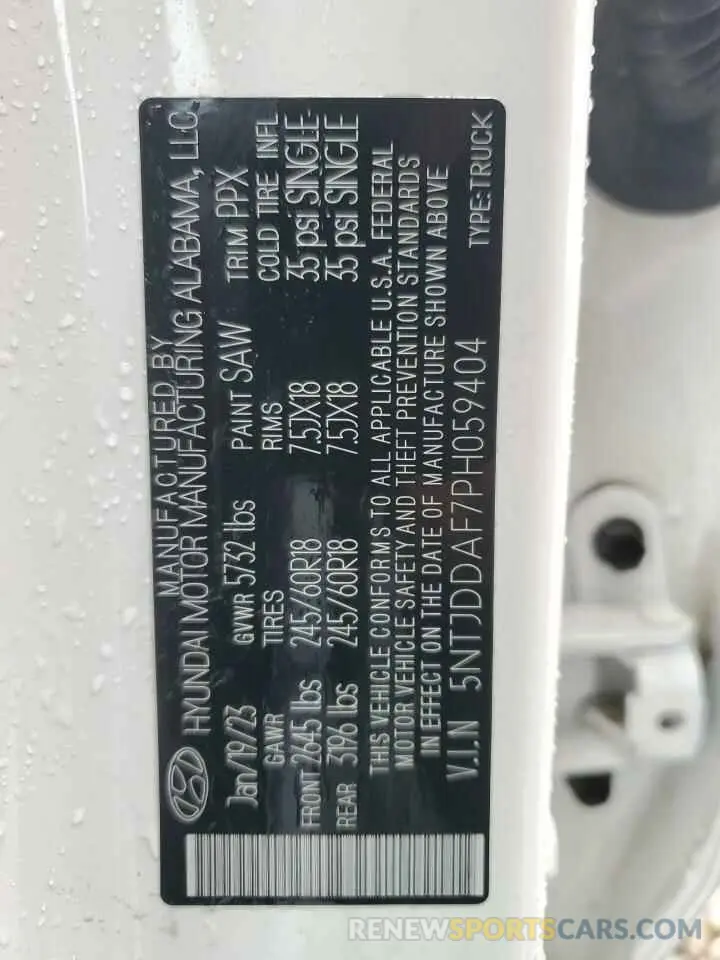 MANUFACTURED BY
HYUNDAI MOTOR MANUFACTURING ALABAMA, LLC
Jan/19/23 GVWR 5732 lbs PAINT SAW TRIM PPX
GAWR TIRES RIMS COLD TIRE INFL
FRONT 2645 lbs 245/60R18 7.5JX18 35 psi SINGLE
REAR 3196 lbs 245/60R18 7.5JX18 35 psi SINGLE
THIS VEHICLE CONFORMS TO ALL APPLICABLE U.S.A. FEDERAL
MOTOR VEHICLE SAFETY AND THEFT PREVENTION STANDARDS
IN EFFECT ON THE DATE OF MANUFACTURE SHOWN ABOVE
V.I.N 5NTJDDAF7PH059404 TYPE:TRUCK
RENEWSPORTSCARS.COM